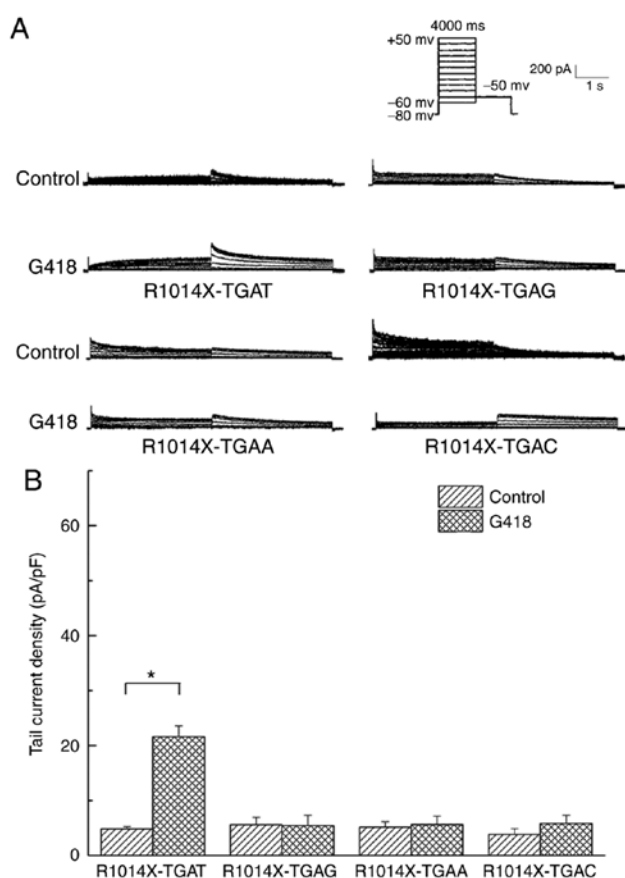 A
4000 ms
+50 mv
−50 mv
200 pA
1 s
−60 mv
−80 mv
Control
G418
R1014X-TGAT
R1014X-TGAG
Control
G418
R1014X-TGAA
R1014X-TGAC
B
Control
G418
Tail current density (pA/pF)
60
40
20
0
*
R1014X-TGAT
R1014X-TGAG
R1014X-TGAA
R1014X-TGAC